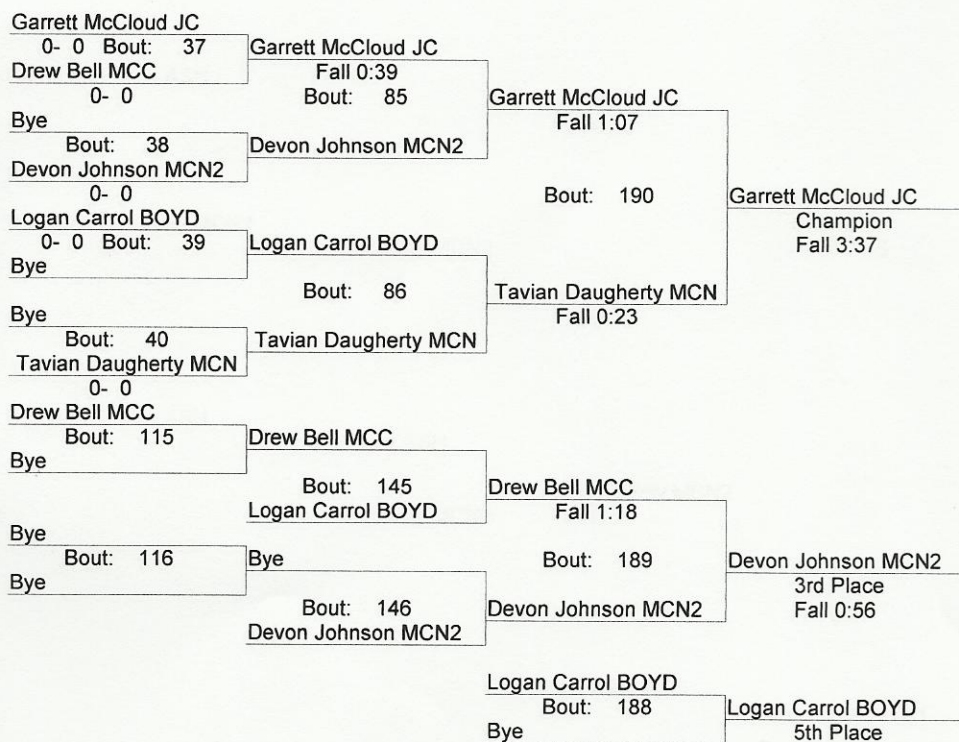 Garrett McCloud JC
0- 0 Bout: 37
Drew Bell MCC
0- 0
Bye
Bout: 38
Devon Johnson MCN2
0- 0
Logan Carrol BOYD
0- 0 Bout: 39
Bye
Bye
Bout: 40
Tavian Daugherty MCN
0- 0
Garrett McCloud JC
Fall 0:39
Bout: 85
Devon Johnson MCN2
Logan Carrol BOYD
Bout: 86
Tavian Daugherty MCN
Garrett McCloud JC
Fall 1:07
Bout: 190
Tavian Daugherty MCN
Fall 0:23
Garrett McCloud JC
Champion
Fall 3:37
Drew Bell MCC
Bout: 115
Bye
Bye
Bout: 116
Bye
Drew Bell MCC
Bout: 145
Logan Carrol BOYD
Bye
Bout: 146
Devon Johnson MCN2
Drew Bell MCC
Fall 1:18
Bout: 189
Devon Johnson MCN2
Devon Johnson MCN2
3rd Place
Fall 0:56
Logan Carrol BOYD
Bout: 188
Bye
Logan Carrol BOYD
5th Place